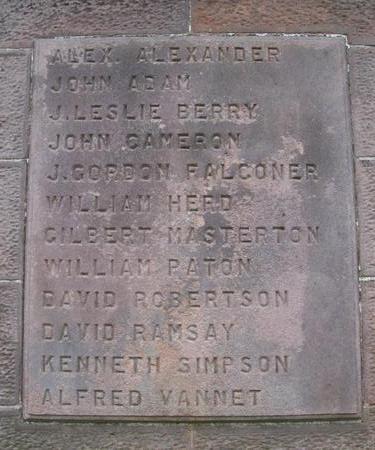 ALEX. ALEXANDER
JOHN ADAM
J. LESLIE BERRY
JOHN CAMERON
J. GORDON FALCONER
WILLIAM HERD
GILBERT MASTERTON
WILLIAM PATON
DAVID ROBERTSON
DAVID RAMSAY
KENNETH SIMPSON
ALFRED VANNET